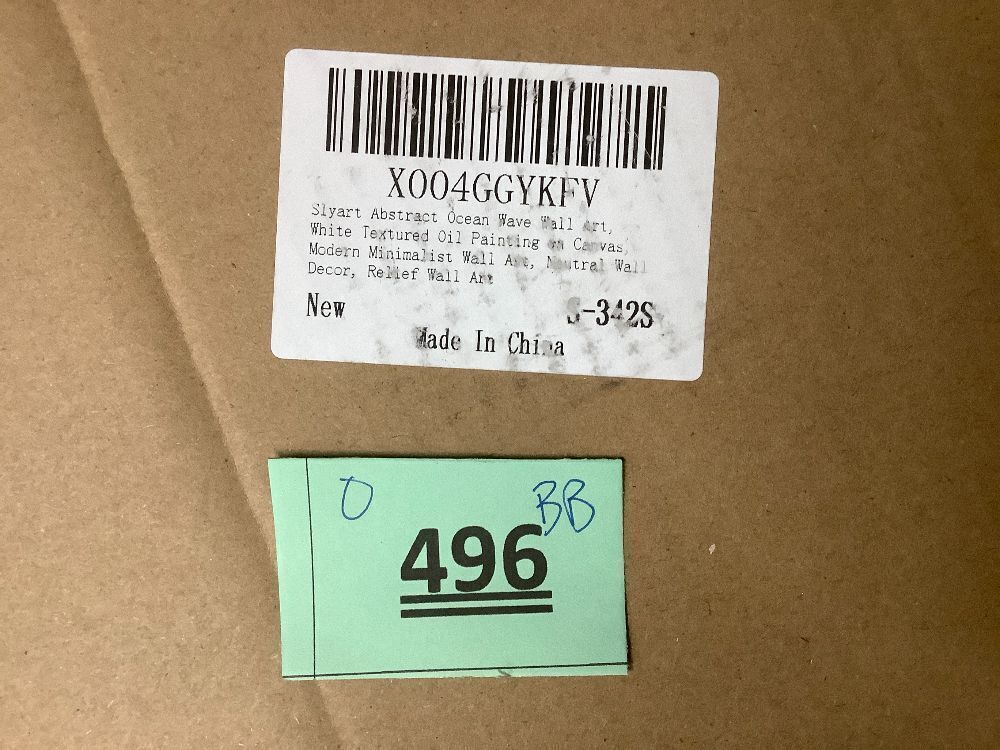 X004GGYKFV
Slyart Abstract Ocean Wave Wall Art,
White Textured Oil Painting on Canvas,
Modern Minimalist Wall Art, Neutral Wall
Decor, Relief Wall Art
New
S-342S
Made In China
O BB
496